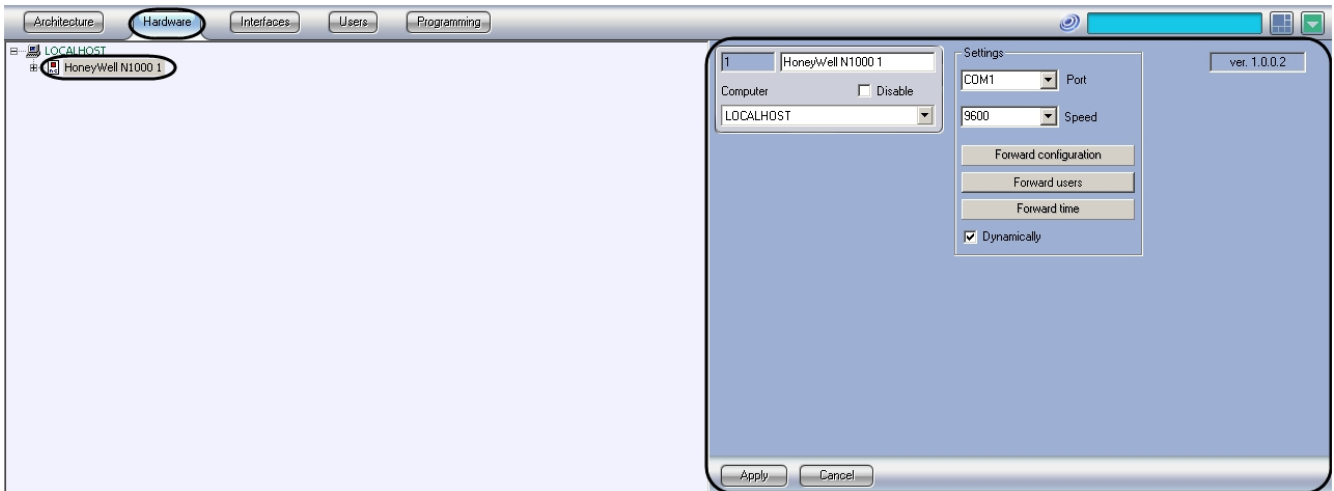 Architecture Hardware Interfaces Users Programming
LOCALHOST
HoneyWell N1000 1
1 HoneyWell N1000 1
Computer Disable
LOCALHOST
Settings
COM1 Port
9600 Speed
Forward configuration
Forward users
Forward time
Dynamically
ver. 1.0.0.2
Apply Cancel